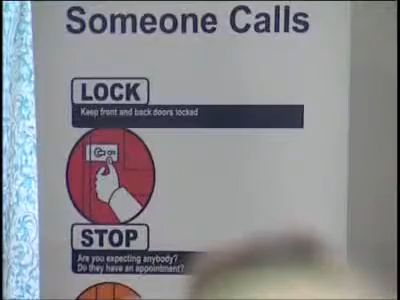 Someone Calls
LOCK
Keep front and back doors locked
STOP
Are you expecting anybody?
Do they have an appointment?